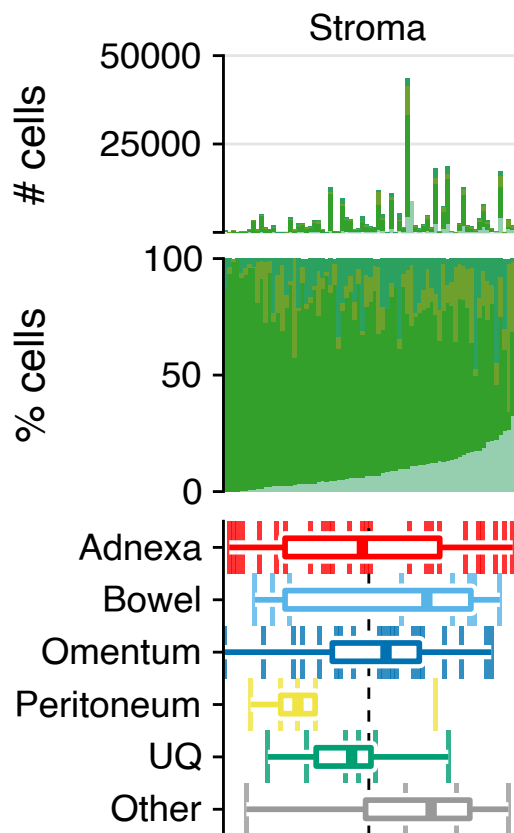 Stroma
50000
25000
# cells
100
50
0
% cells
Adnexa
Bowel
Omentum
Peritoneum
UQ
Other